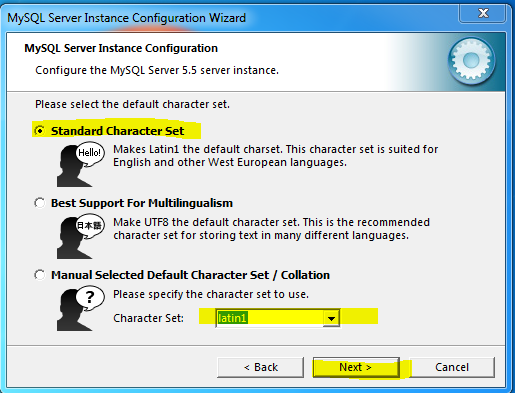 MySQL Server Instance Configuration Wizard
X
MySQL Server Instance Configuration
Configure the MySQL Server 5.5 server instance.
Please select the default character set.
Standard Character Set
Hello!
Makes Latin1 the default charset. This character set is suited for
English and other West European languages.
Best Support For Multilingualism
日本語
Make UTF8 the default character set. This is the recommended
character set for storing text in many different languages.
Manual Selected Default Character Set / Collation
?
Please specify the character set to use.
Character Set: latin1
< Back Next > Cancel